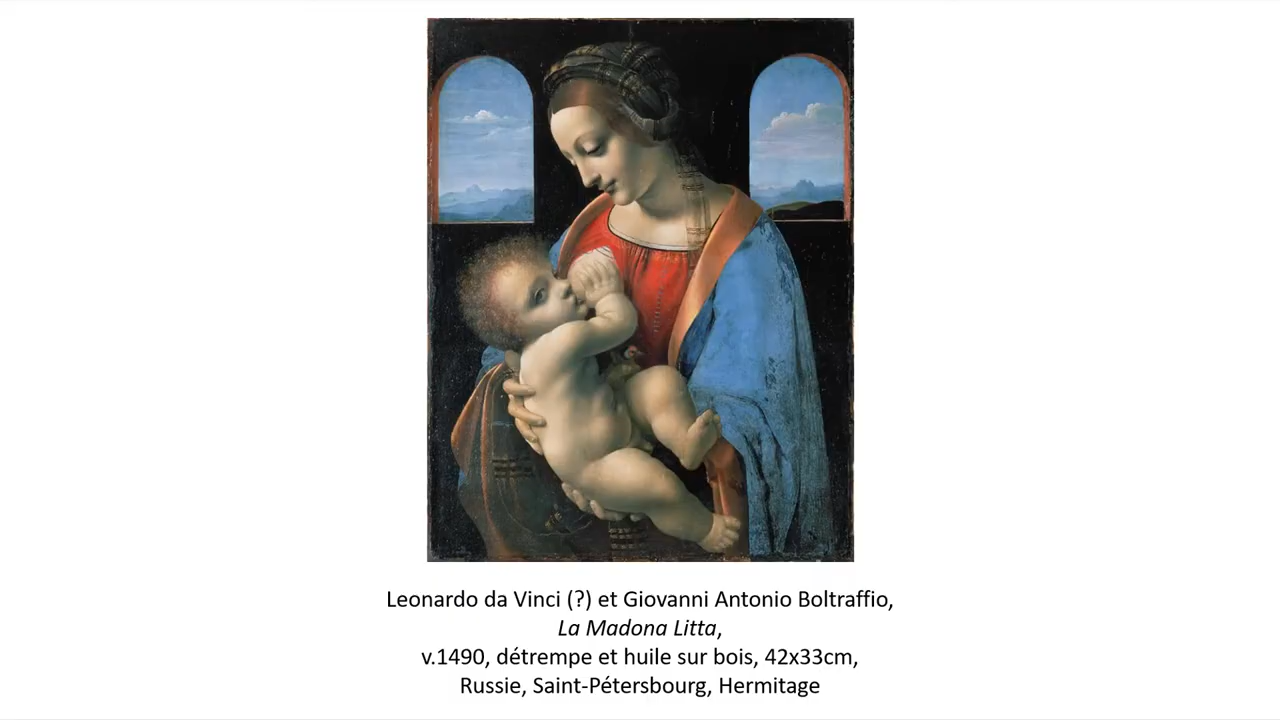 Leonardo da Vinci (?) et Giovanni Antonio Boltraffio,
La Madona Litta,
v.1490, détrempe et huile sur bois, 42x33cm,
Russie, Saint-Pétersbourg, Hermitage